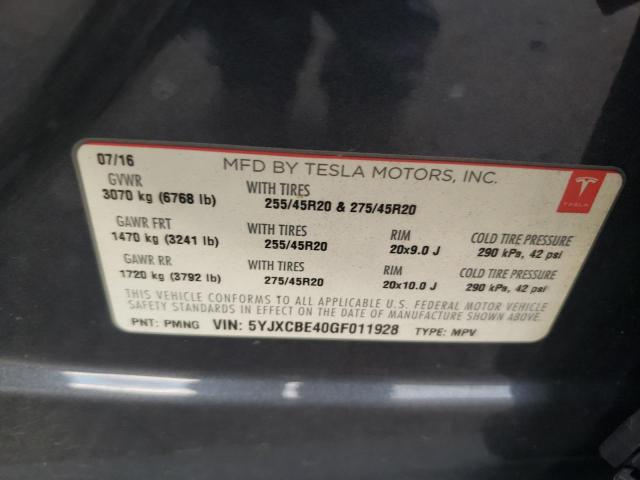 07/16 MFD BY TESLA MOTORS, INC.
GVWR WITH TIRES
3070 kg (6768 lb) 255/45R20 & 275/45R20
TESLA
GAWR FRT WITH TIRES RIM COLD TIRE PRESSURE
1470 kg (3241 lb) 255/45R20 20x9.0 J 290 kPa, 42 psi
GAWR RR WITH TIRES RIM COLD TIRE PRESSURE
1720 kg (3792 lb) 275/45R20 20x10.0 J 290 kPa, 42 psi
THIS VEHICLE CONFORMS TO ALL APPLICABLE U.S. FEDERAL MOTOR VEHICLE
SAFETY STANDARDS IN EFFECT ON THE DATE OF MANUFACTURE SHOWN ABOVE.
PNT: PMNG VIN: 5YJXCBE40GF011928 TYPE: MPV